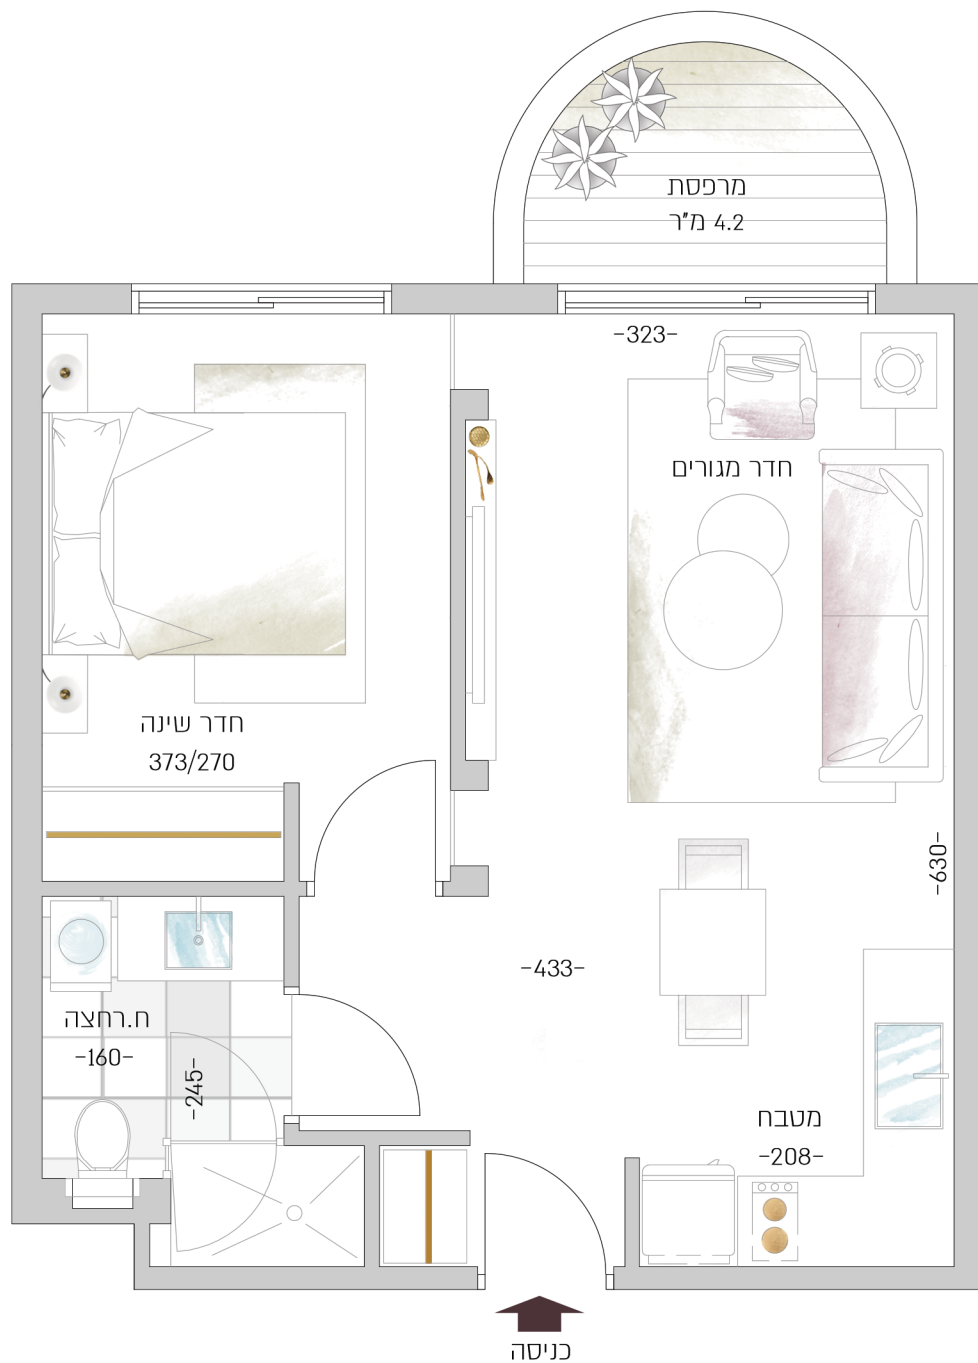 מרפסת
4.2 מ"ר
-323-
חדר מגורים
חדר שינה
373/270
-630-
-433-
ח.רחצה
-160-
-245-
מטבח
-208-
כניסה